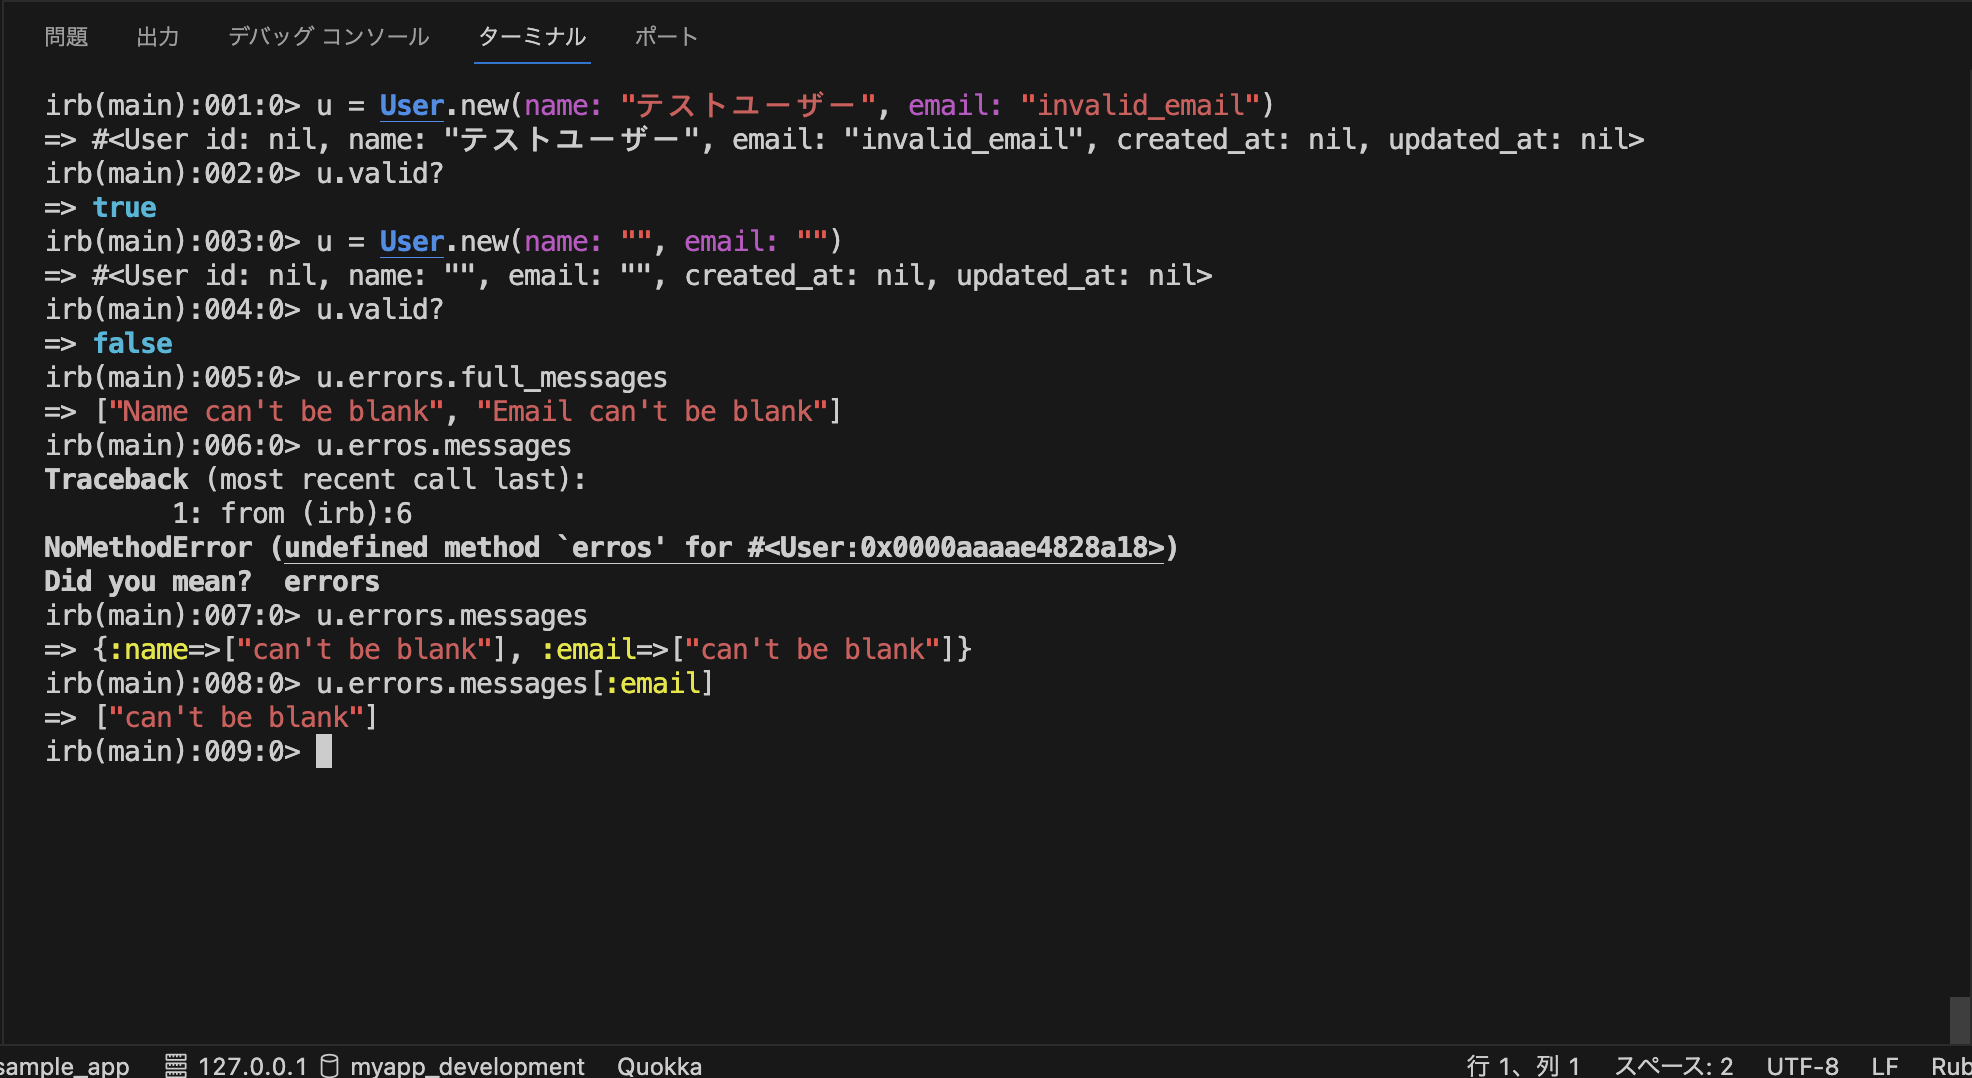 問題 出力 デバッグ コンソール ターミナル ポート
irb(main):001:0> u = User.new(name: "テストユーザー", email: "invalid_email")
=> #<User id: nil, name: "テストユーザー", email: "invalid_email", created_at: nil, updated_at: nil>
irb(main):002:0> u.valid?
=> true
irb(main):003:0> u = User.new(name: "", email: "")
=> #<User id: nil, name: "", email: "", created_at: nil, updated_at: nil>
irb(main):004:0> u.valid?
=> false
irb(main):005:0> u.errors.full_messages
=> ["Name can't be blank", "Email can't be blank"]
irb(main):006:0> u.erros.messages
Traceback (most recent call last):
        1: from (irb):6
NoMethodError (undefined method `erros' for #<User:0x0000aaaae4828a18>)
Did you mean?  errors
irb(main):007:0> u.errors.messages
=> {:name=>["can't be blank"], :email=>["can't be blank"]}
irb(main):008:0> u.errors.messages[:email]
=> ["can't be blank"]
irb(main):009:0>
sample_app 127.0.0.1 myapp_development Quokka 行 1、列 1 スペース: 2 UTF-8 LF Rub